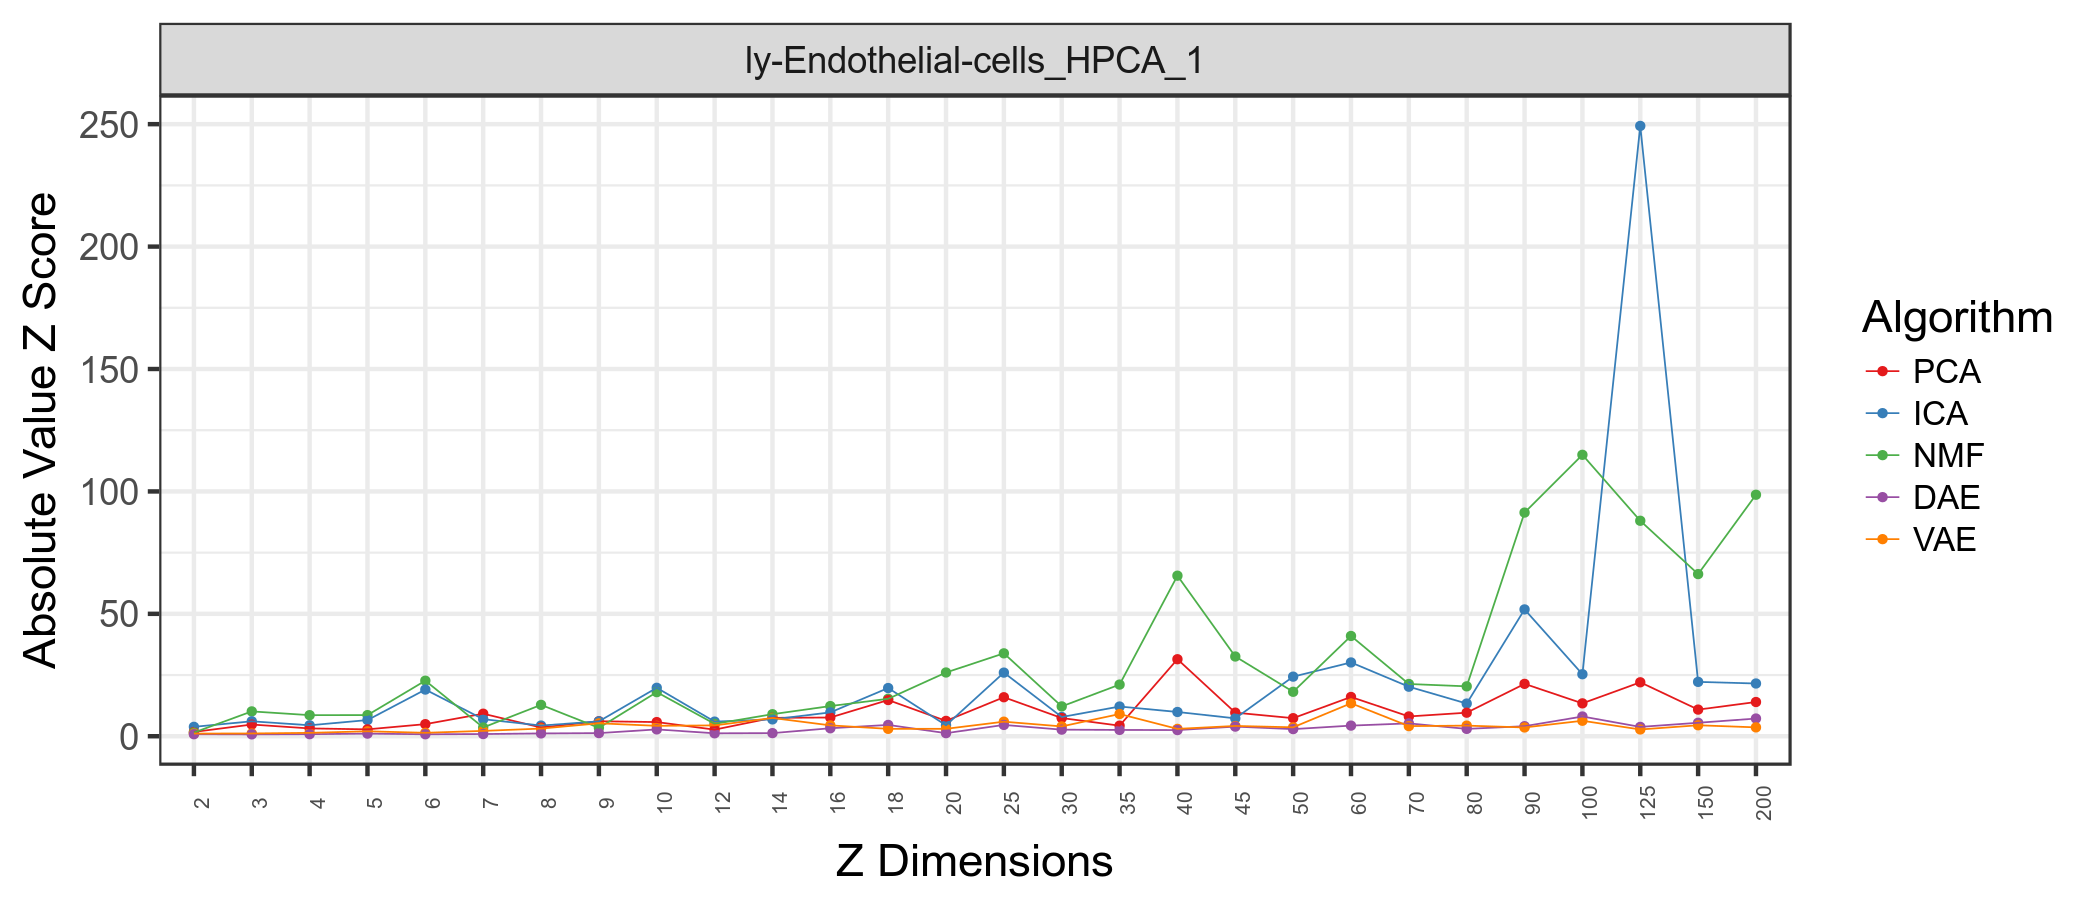 ly-Endothelial-cells_HPCA_1
Absolute Value Z Score
250
200
150
100
50
0
2 3 4 5 6 7 8 9 10 12 14 16 18 20 25 30 35 40 45 50 60 70 80 90 100 125 150 200
Z Dimensions
Algorithm
PCA
ICA
NMF
DAE
VAE